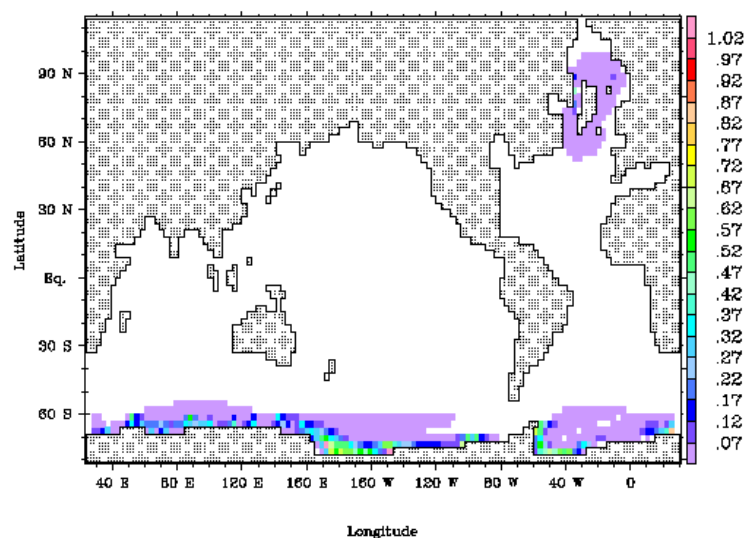 Latitude
90 N
60 N
30 N
Eq.
30 S
60 S
40 E 80 E 120 E 160 E 160 W 120 W 80 W 40 W 0
Longitude
1.02
.97
.92
.87
.82
.77
.72
.67
.62
.57
.52
.47
.42
.37
.32
.27
.22
.17
.12
.07